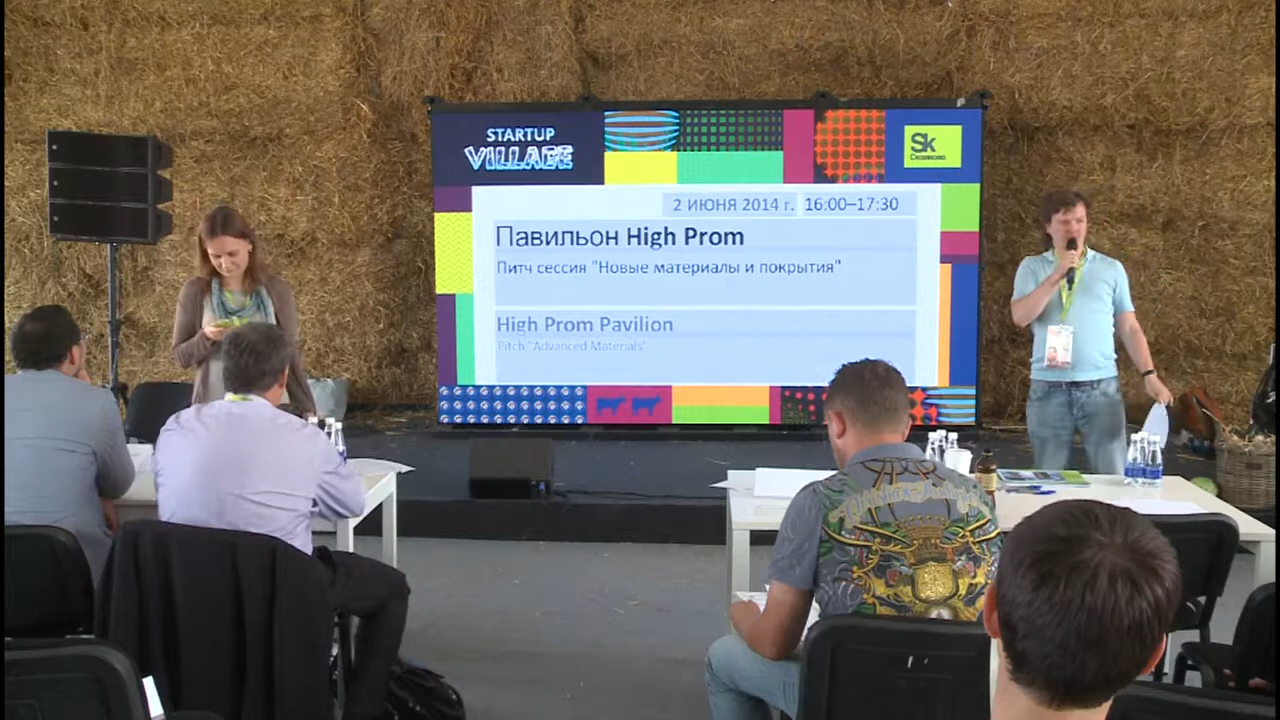 STARTUP
VILLAGE
Sk
Сколково
2 ИЮНЯ 2014 г. 16:00–17:30
Павильон High Prom
Питч сессия "Новые материалы и покрытия"
High Prom Pavilion
Pitch "Advanced Materials"